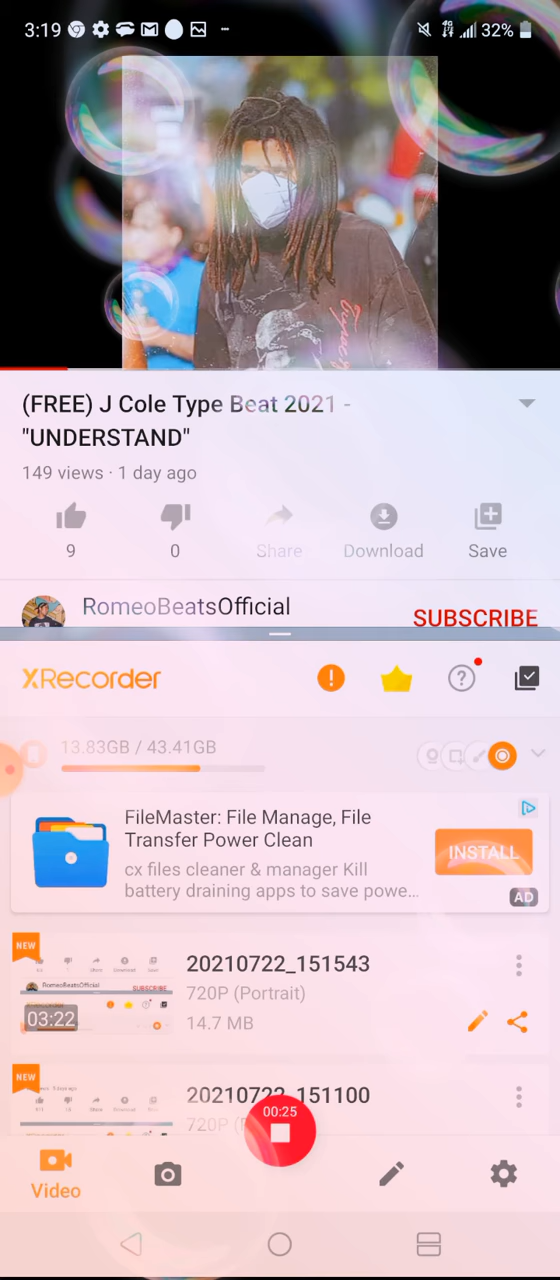 3:19
4G
32%
(FREE) J Cole Type Beat 2021 -
"UNDERSTAND"
149 views · 1 day ago
9
0
Share
Download
Save
RomeoBeatsOfficial
SUBSCRIBE
XRecorder
13.83GB / 43.41GB
FileMaster: File Manage, File
Transfer Power Clean
INSTALL
cx files cleaner & manager Kill
battery draining apps to save powe...
AD
NEW
20210722_151543
720P (Portrait)
03:22
14.7 MB
NEW
20210722_151100
720P
00:25
Video